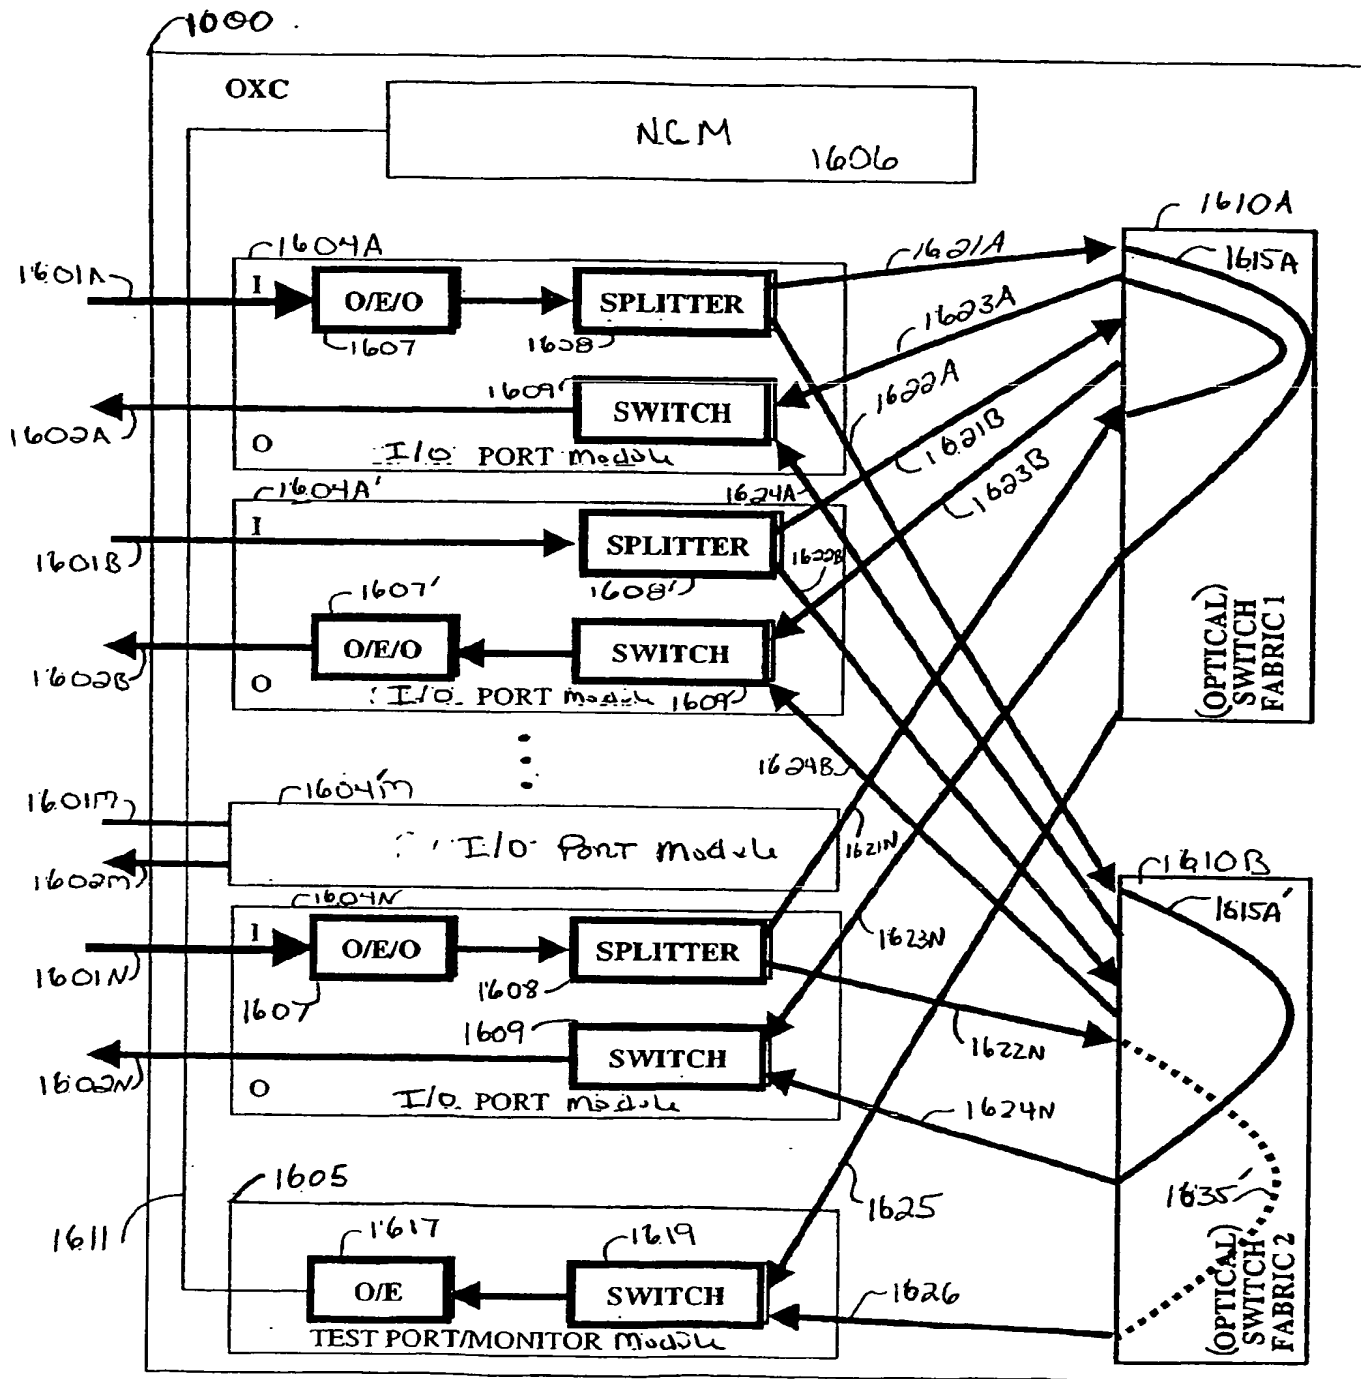 1000
OXC
NCM
1606
1610A
1604A
1621A
1615A
1601A
I
O/E/O
SPLITTER
1607
1608
1623A
1609
1622A
SWITCH
1602A
O
I/O PORT Module
1621B
1604A'
1624A
1623B
I
SPLITTER
1601B
1622B
1607'
1608'
O/E/O
SWITCH
1602B
O
I/O PORT Module
1609
(OPTICAL)
SWITCH
FABRIC 1
1624B
1604'm
1601m
I/O Port Module
1602m
1621N
1610B
1604N
1615A'
I
O/E/O
SPLITTER
1623N
1601N
1607
1608
1609
1622N
SWITCH
1602N
O
I/O PORT Module
1624N
1605
1635'
1625
1611
1617
1619
O/E
SWITCH
1626
TEST PORT/MONITOR Module
(OPTICAL)
SWITCH
FABRIC 2